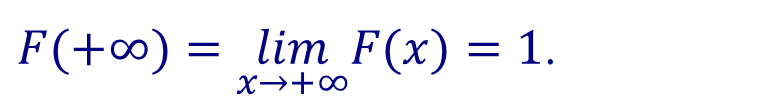 F(+∞) = lim F(x) = 1.
x→+∞